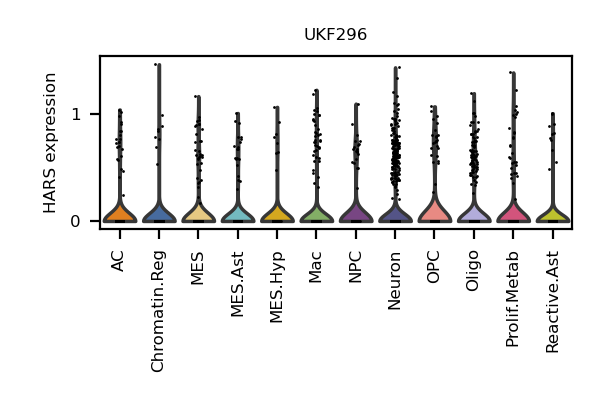 UKF296
HARS expression
1
0
AC
Chromatin.Reg
MES
MES.Ast
MES.Hyp
Mac
NPC
Neuron
OPC
Oligo
Prolif.Metab
Reactive.Ast